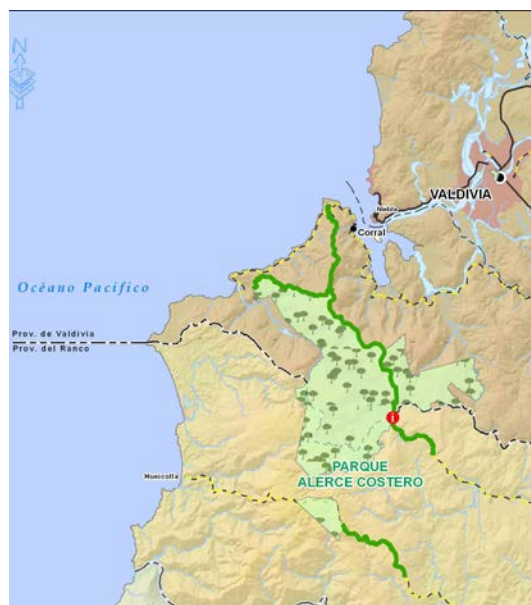 N
VALDIVIA
Niebla
Corral
Océano Pacífico
Prov. de Valdivia
Prov. del Ranco
i
PARQUE
ALERCE COSTERO
Hueicolla